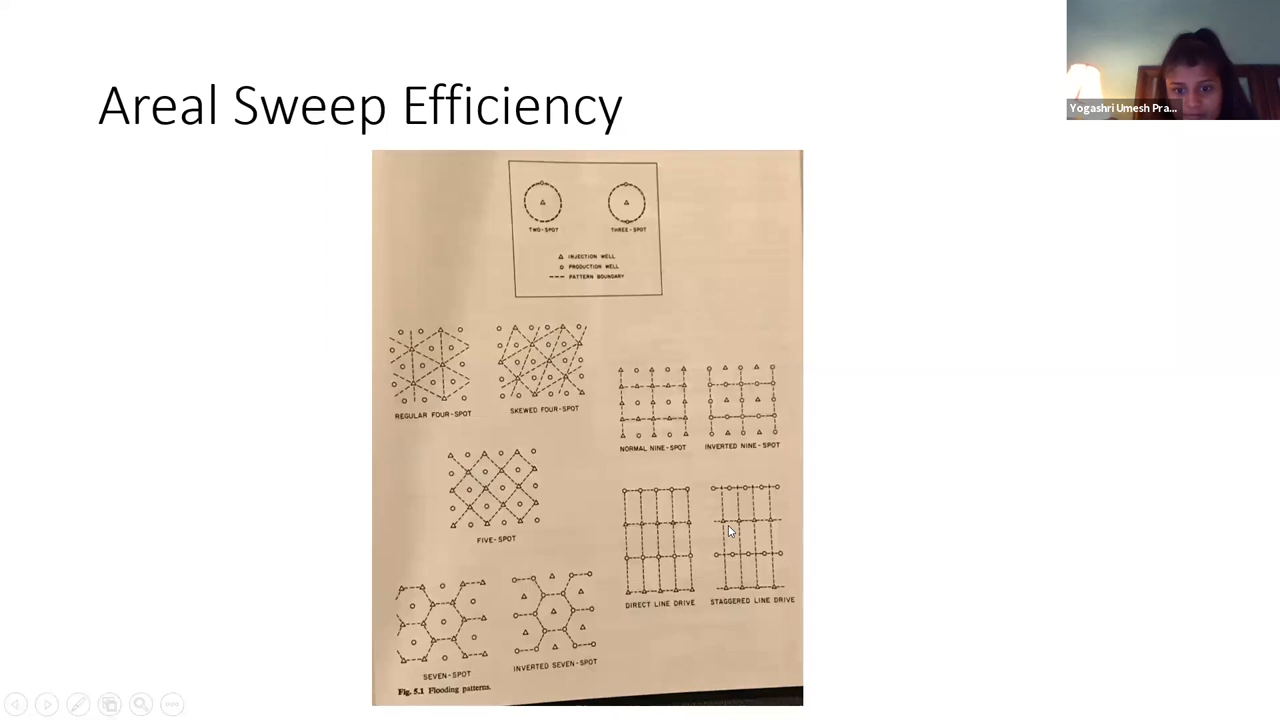 Areal Sweep Efficiency
Yogashri Umesh Pra...
TWO-SPOT
THREE-SPOT
INJECTION WELL
PRODUCTION WELL
PATTERN BOUNDARY
REGULAR FOUR-SPOT
SKEWED FOUR-SPOT
NORMAL NINE-SPOT
INVERTED NINE-SPOT
FIVE-SPOT
DIRECT LINE DRIVE
STAGGERED LINE DRIVE
SEVEN-SPOT
INVERTED SEVEN-SPOT
Fig. 5.1 Flooding patterns.